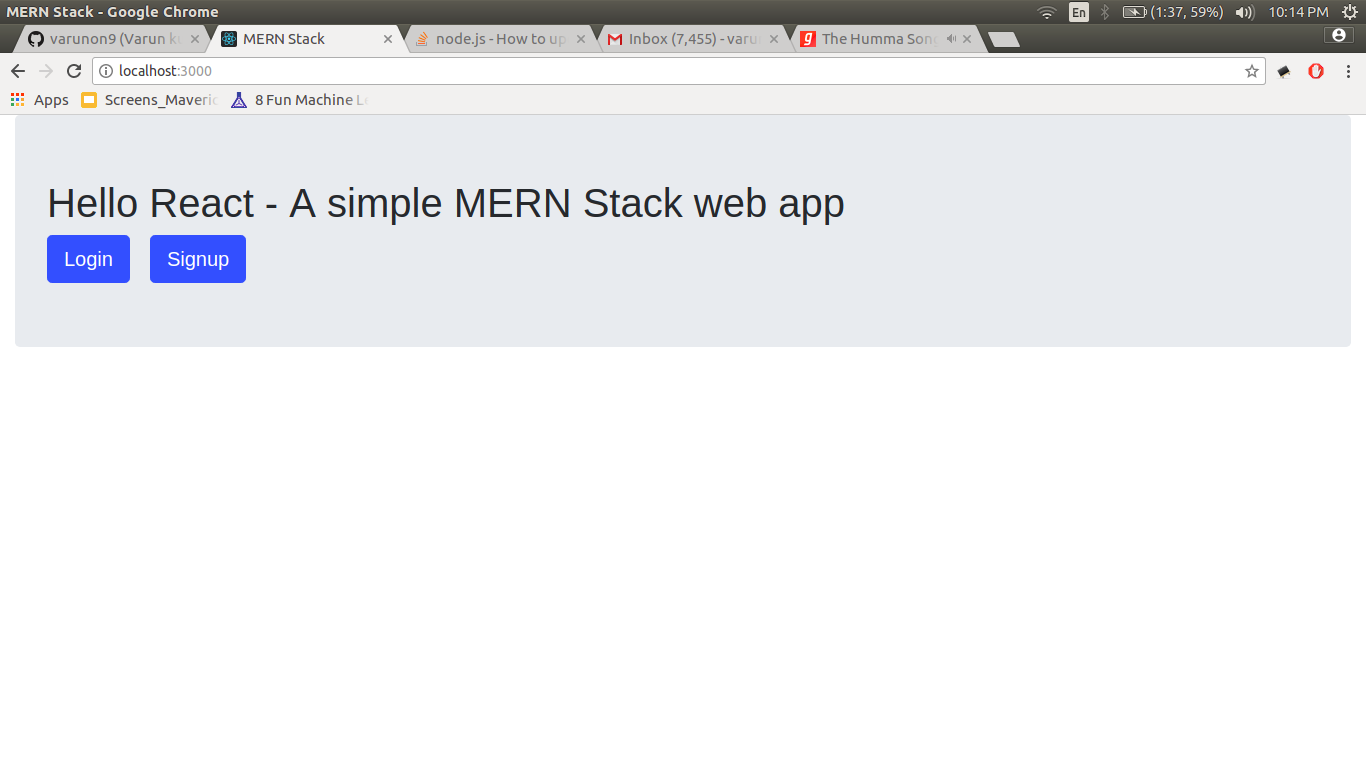 MERN Stack - Google Chrome
En
(1:37, 59%)
10:14 PM
varunon9 (Varun
MERN Stack
node.js - How to up
Inbox (7,455) - varu
The Humma Song
localhost:3000
Apps
Screens_Maveric
8 Fun Machine Le
Hello React - A simple MERN Stack web app
Login
Signup